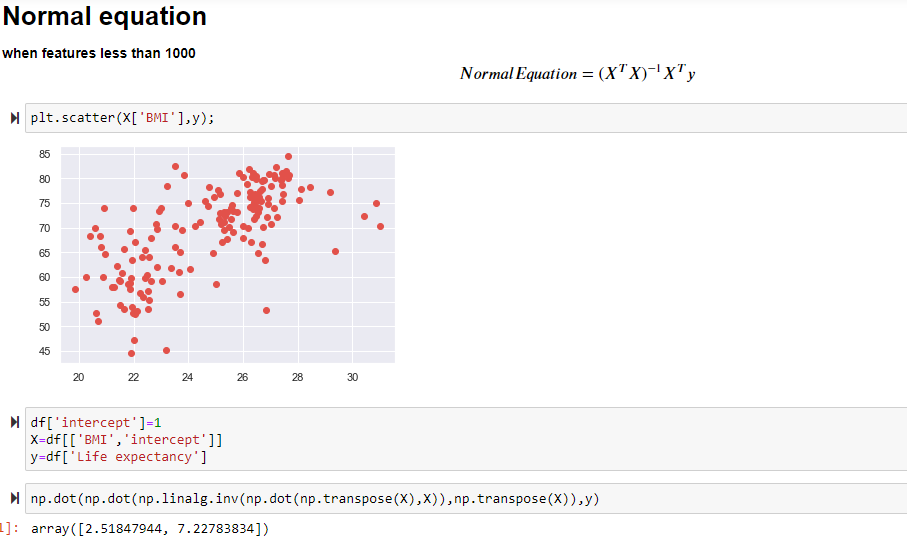 Normal equation
when features less than 1000
Normal Equation = (XᵀX)⁻¹Xᵀy
plt.scatter(X['BMI'],y);
85
80
75
70
65
60
55
50
45
20 22 24 26 28 30
df['intercept']=1
X=df[['BMI','intercept']]
y=df['Life expectancy']
np.dot(np.dot(np.linalg.inv(np.dot(np.transpose(X),X)),np.transpose(X)),y)
]: array([2.51847944, 7.22783834])